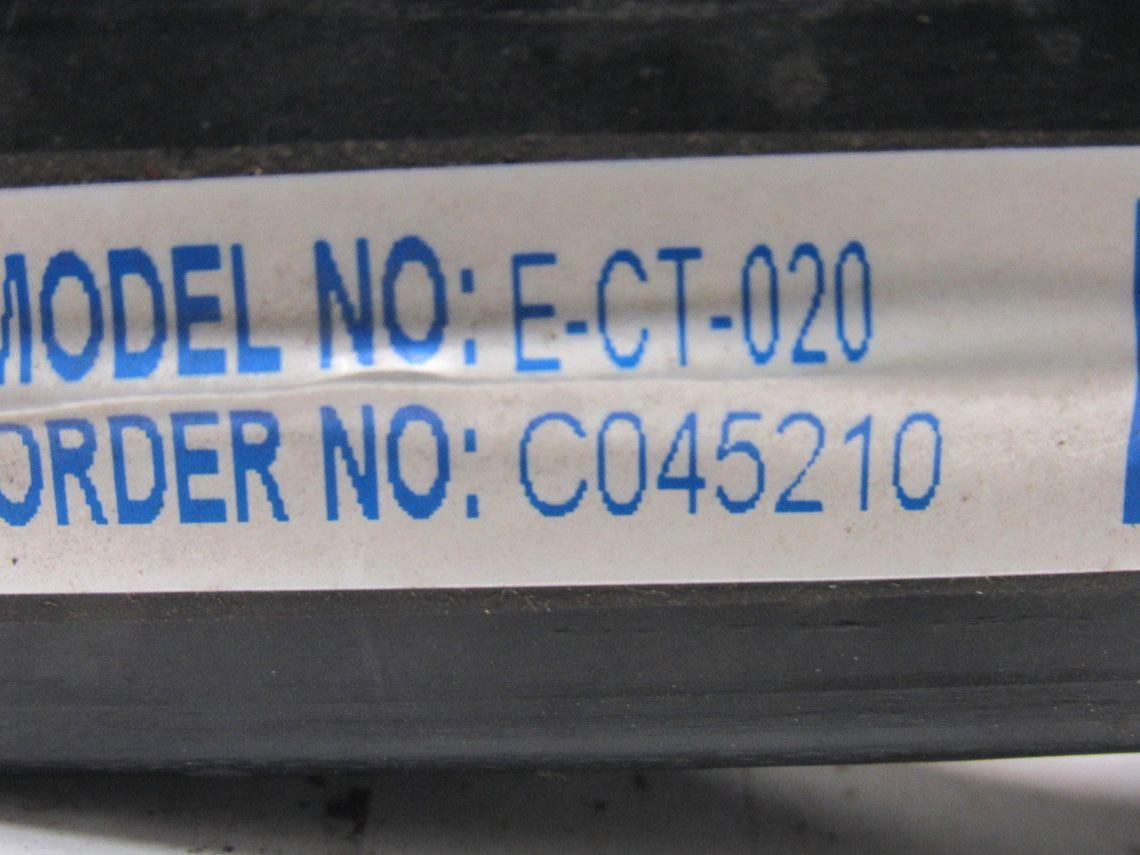 MODEL NO: E-CT-020
ORDER NO: C045210